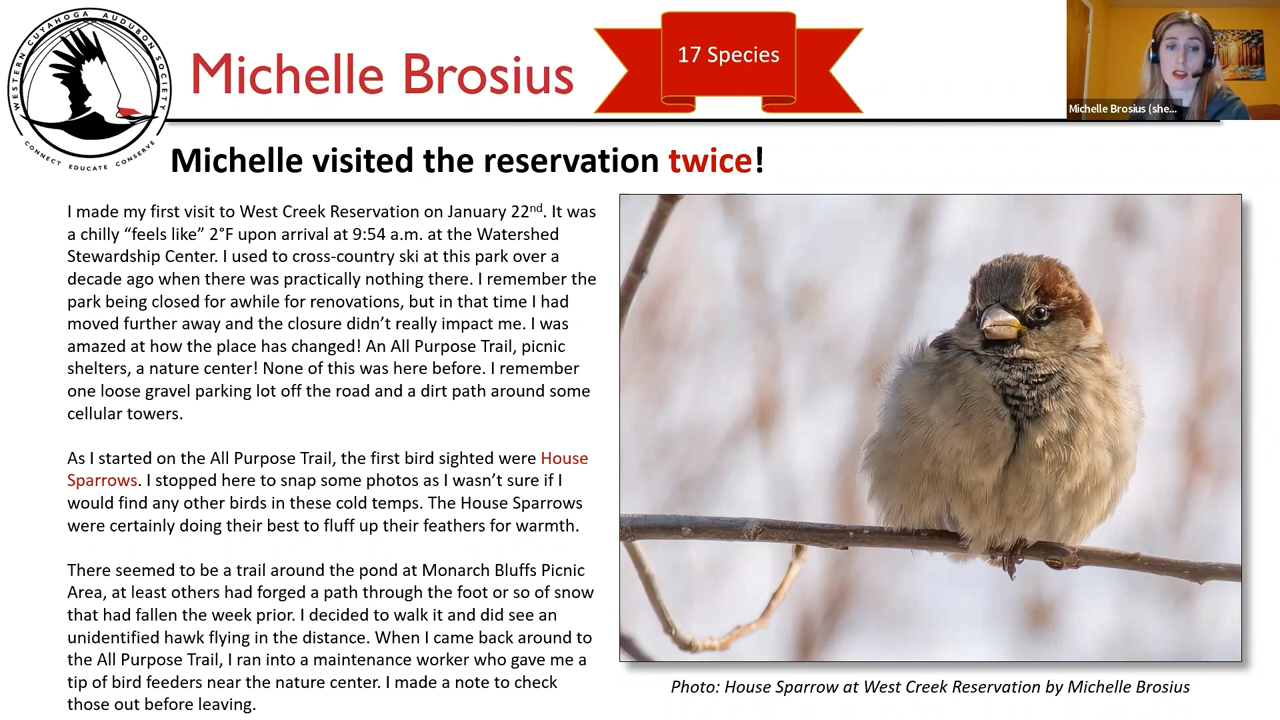 WESTERN CUYAHOGA AUDUBON SOCIETY
CONNECT EDUCATE CONSERVE
Michelle Brosius
17 Species
Michelle Brosius (she...
Michelle visited the reservation twice!
I made my first visit to West Creek Reservation on January 22nd. It was
a chilly “feels like” 2°F upon arrival at 9:54 a.m. at the Watershed
Stewardship Center. I used to cross-country ski at this park over a
decade ago when there was practically nothing there. I remember the
park being closed for awhile for renovations, but in that time I had
moved further away and the closure didn’t really impact me. I was
amazed at how the place has changed! An All Purpose Trail, picnic
shelters, a nature center! None of this was here before. I remember
one loose gravel parking lot off the road and a dirt path around some
cellular towers.
As I started on the All Purpose Trail, the first bird sighted were House
Sparrows. I stopped here to snap some photos as I wasn’t sure if I
would find any other birds in these cold temps. The House Sparrows
were certainly doing their best to fluff up their feathers for warmth.
There seemed to be a trail around the pond at Monarch Bluffs Picnic
Area, at least others had forged a path through the foot or so of snow
that had fallen the week prior. I decided to walk it and did see an
unidentified hawk flying in the distance. When I came back around to
the All Purpose Trail, I ran into a maintenance worker who gave me a
tip of bird feeders near the nature center. I made a note to check
those out before leaving.
Photo: House Sparrow at West Creek Reservation by Michelle Brosius